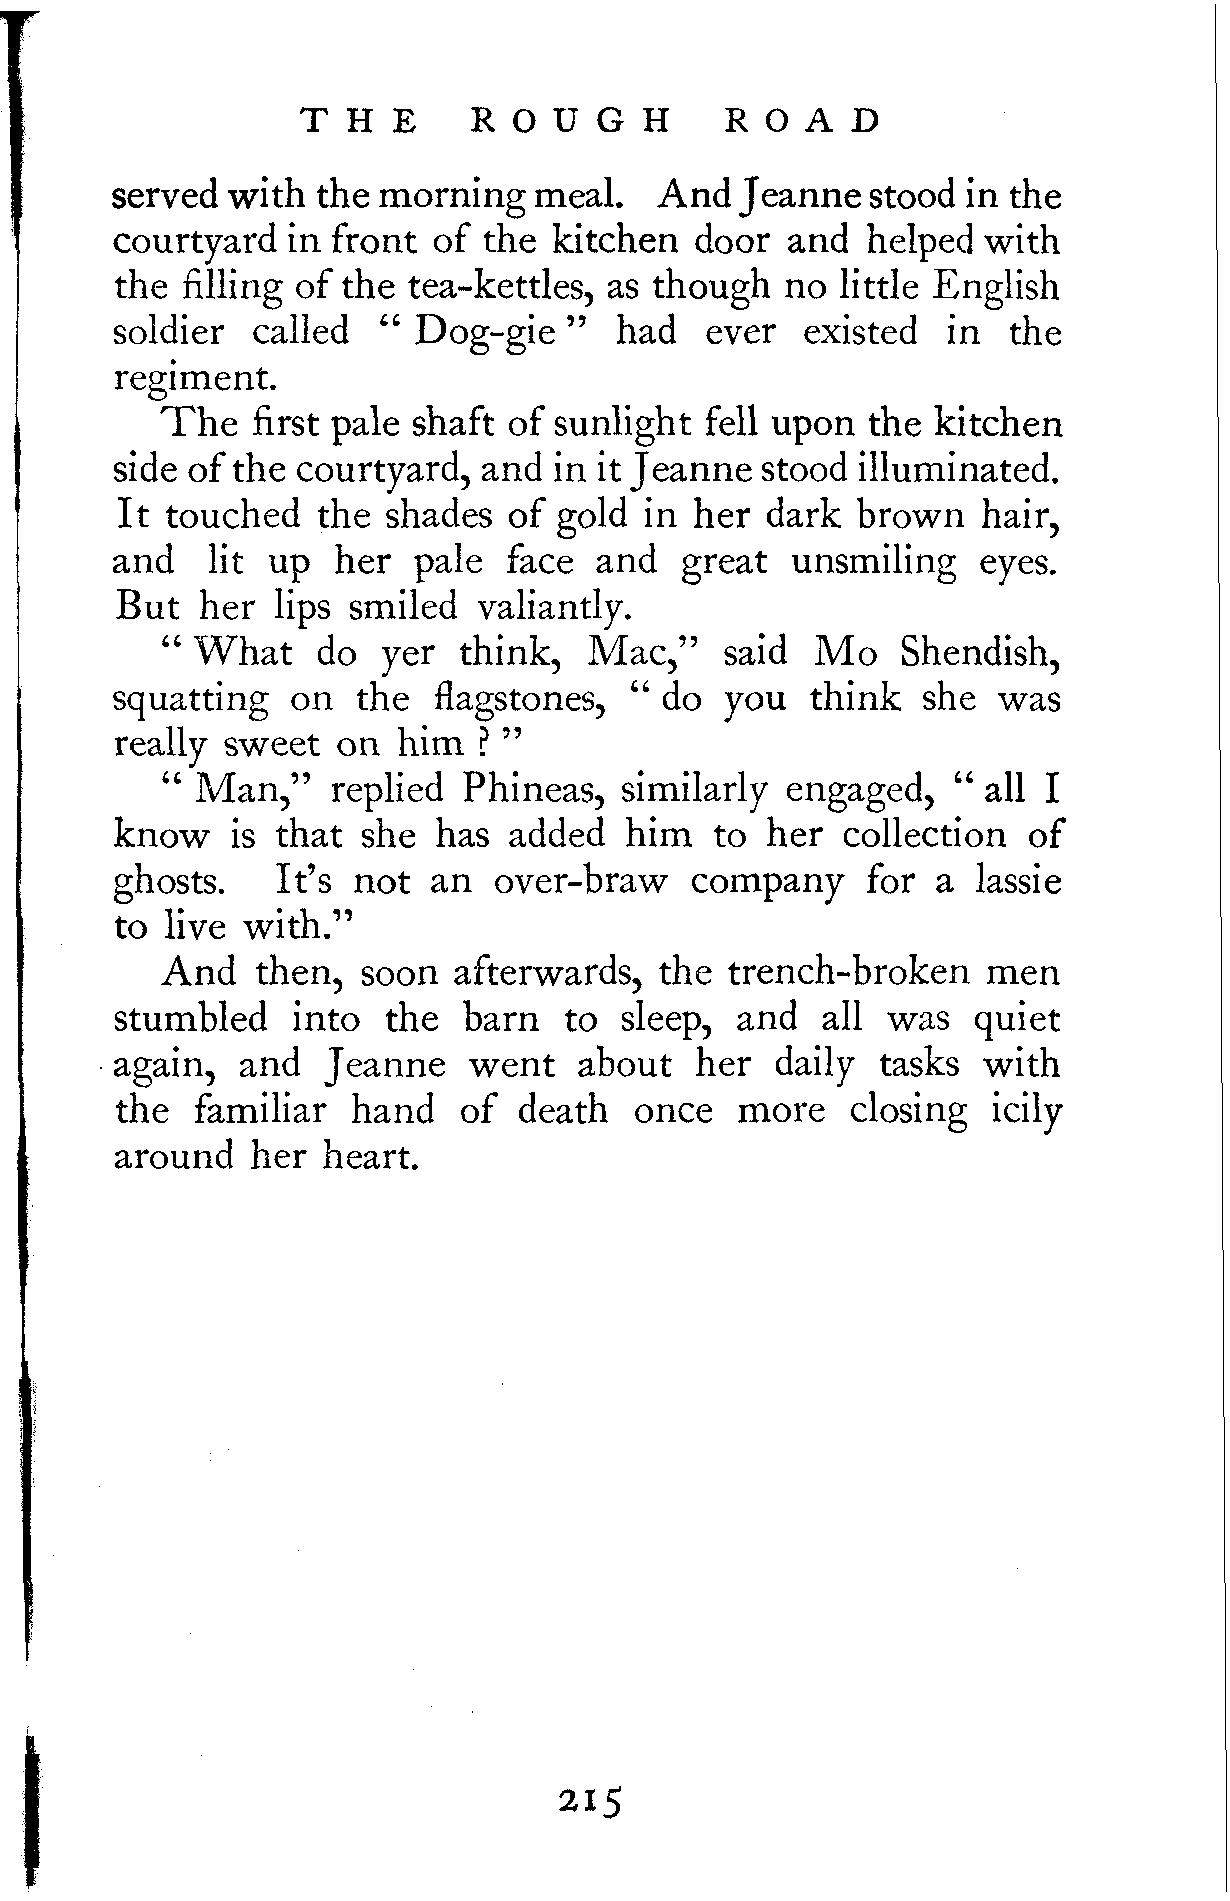 THE ROUGH ROAD
served with the morning meal. And Jeanne stood in the
courtyard in front of the kitchen door and helped with
the filling of the tea-kettles, as though no little English
soldier called “ Dog-gie ” had ever existed in the
regiment.
The first pale shaft of sunlight fell upon the kitchen
side of the courtyard, and in it Jeanne stood illuminated.
It touched the shades of gold in her dark brown hair,
and lit up her pale face and great unsmiling eyes.
But her lips smiled valiantly.
“ What do yer think, Mac,” said Mo Shendish,
squatting on the flagstones, “ do you think she was
really sweet on him ? ”
“ Man,” replied Phineas, similarly engaged, “ all I
know is that she has added him to her collection of
ghosts. It’s not an over-braw company for a lassie
to live with.”
And then, soon afterwards, the trench-broken men
stumbled into the barn to sleep, and all was quiet
again, and Jeanne went about her daily tasks with
the familiar hand of death once more closing icily
around her heart.
215